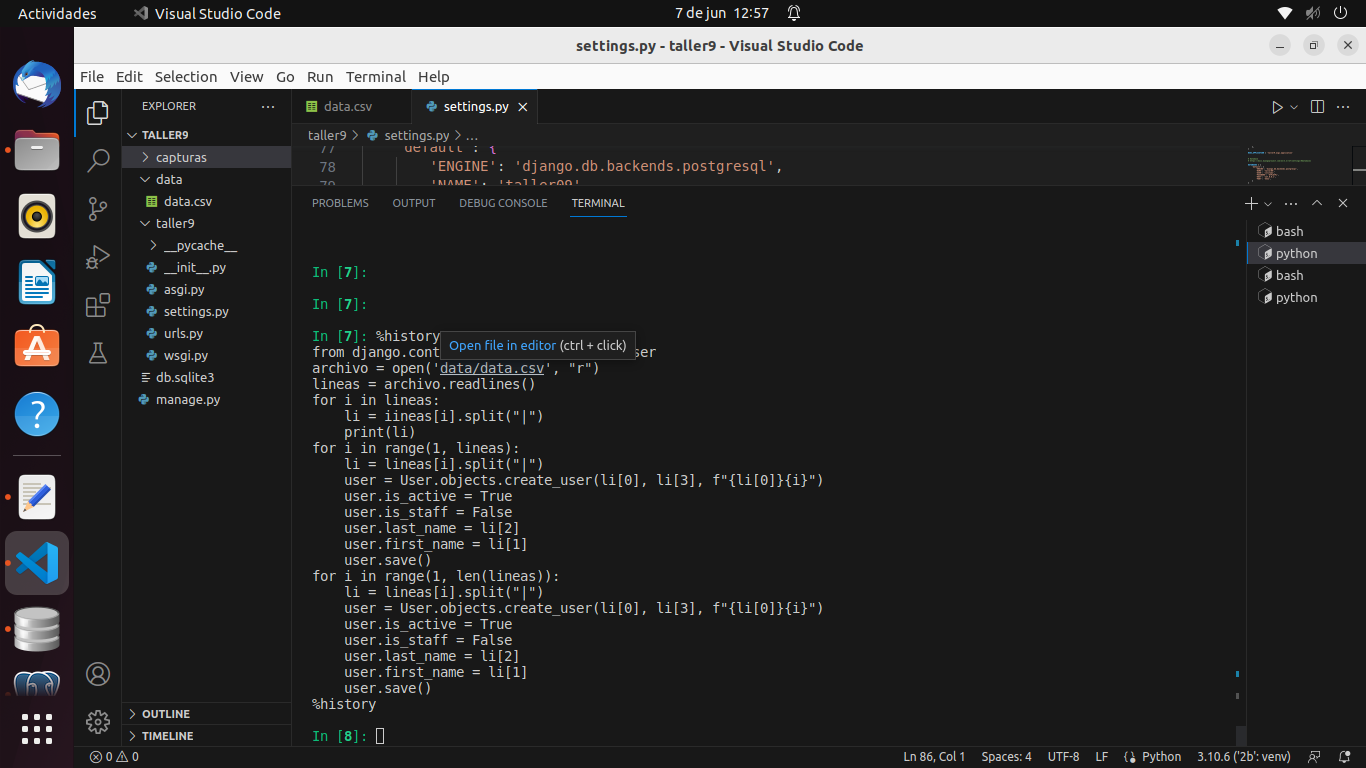 Actividades
Visual Studio Code
7 de jun 12:57
settings.py - taller9 - Visual Studio Code
File Edit Selection View Go Run Terminal Help
EXPLORER
TALLER9
capturas
data
data.csv
taller9
__pycache__
__init__.py
asgi.py
settings.py
urls.py
wsgi.py
db.sqlite3
manage.py
OUTLINE
TIMELINE
data.csv
settings.py
taller9 > settings.py > ...
77 'default': {
78 'ENGINE': 'django.db.backends.postgresql',
79 'NAME': 'taller09'
PROBLEMS OUTPUT DEBUG CONSOLE TERMINAL
In [7]:
In [7]:
In [7]: %history
Open file in editor (ctrl + click)
from django.cont ser
archivo = open('data/data.csv', "r")
lineas = archivo.readlines()
for i in lineas:
    li = iineas[i].split("|")
    print(li)
for i in range(1, lineas):
    li = lineas[i].split("|")
    user = User.objects.create_user(li[0], li[3], f"{li[0]}{i}")
    user.is_active = True
    user.is_staff = False
    user.last_name = li[2]
    user.first_name = li[1]
    user.save()
for i in range(1, len(lineas)):
    li = lineas[i].split("|")
    user = User.objects.create_user(li[0], li[3], f"{li[0]}{i}")
    user.is_active = True
    user.is_staff = False
    user.last_name = li[2]
    user.first_name = li[1]
    user.save()
%history
In [8]:
bash
python
bash
python
0 0
Ln 86, Col 1 Spaces: 4 UTF-8 LF Python 3.10.6 ('2b': venv)